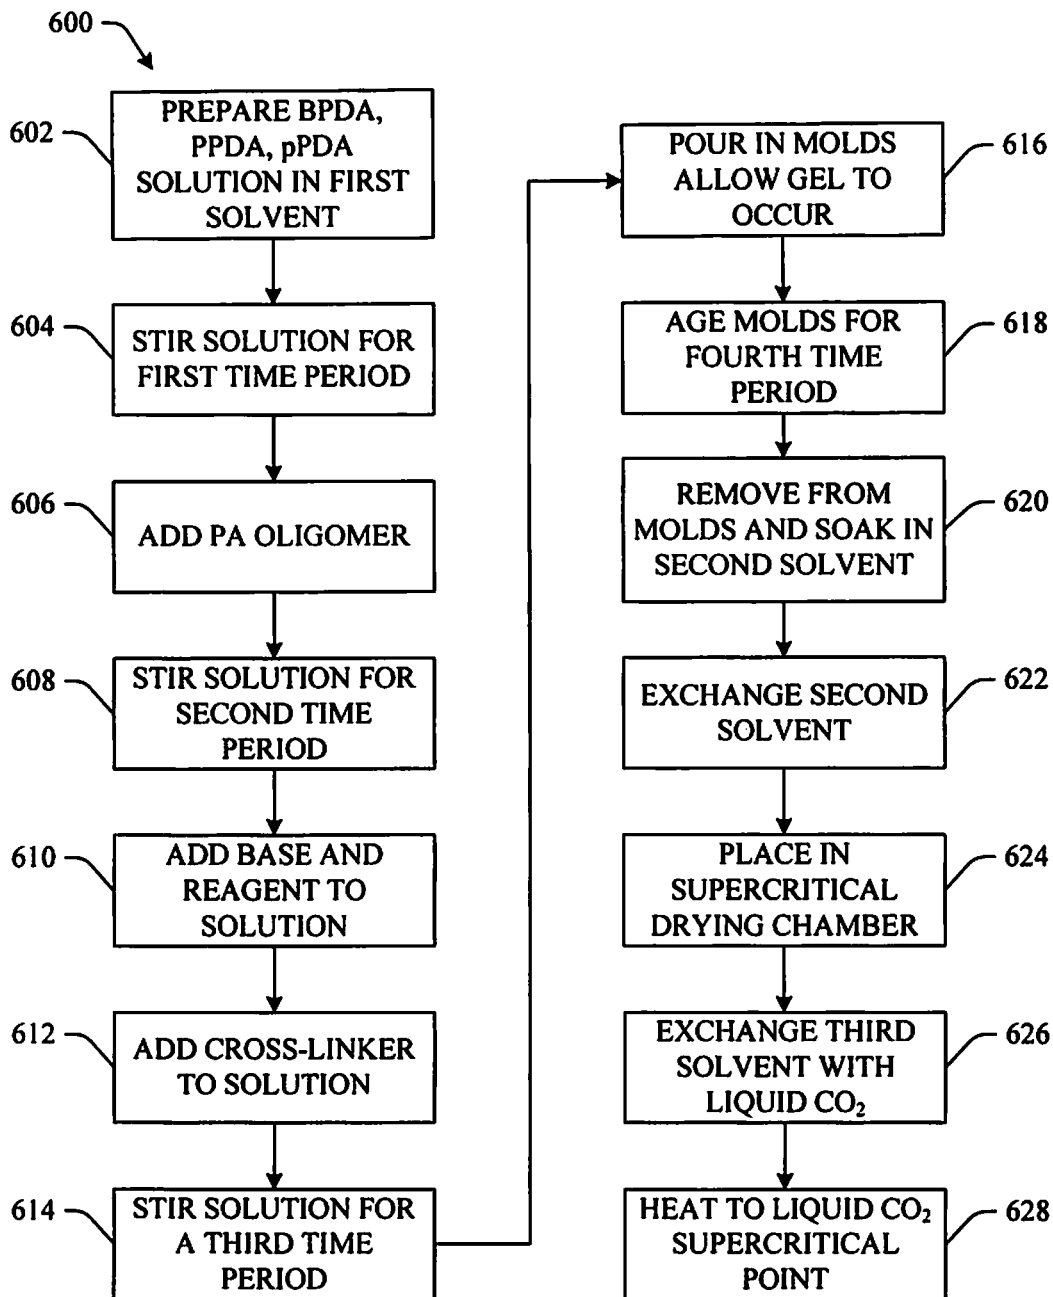 600
602
PREPARE BPDA,
PPDA, pPDA
SOLUTION IN FIRST
SOLVENT
604
STIR SOLUTION FOR
FIRST TIME PERIOD
606
ADD PA OLIGOMER
608
STIR SOLUTION FOR
SECOND TIME
PERIOD
610
ADD BASE AND
REAGENT TO
SOLUTION
612
ADD CROSS-LINKER
TO SOLUTION
614
STIR SOLUTION FOR
A THIRD TIME
PERIOD
POUR IN MOLDS
ALLOW GEL TO
OCCUR
616
AGE MOLDS FOR
FOURTH TIME
PERIOD
618
REMOVE FROM
MOLDS AND SOAK IN
SECOND SOLVENT
620
EXCHANGE SECOND
SOLVENT
622
PLACE IN
SUPERCRITICAL
DRYING CHAMBER
624
EXCHANGE THIRD
SOLVENT WITH
LIQUID CO₂
626
HEAT TO LIQUID CO₂
SUPERCRITICAL
POINT
628